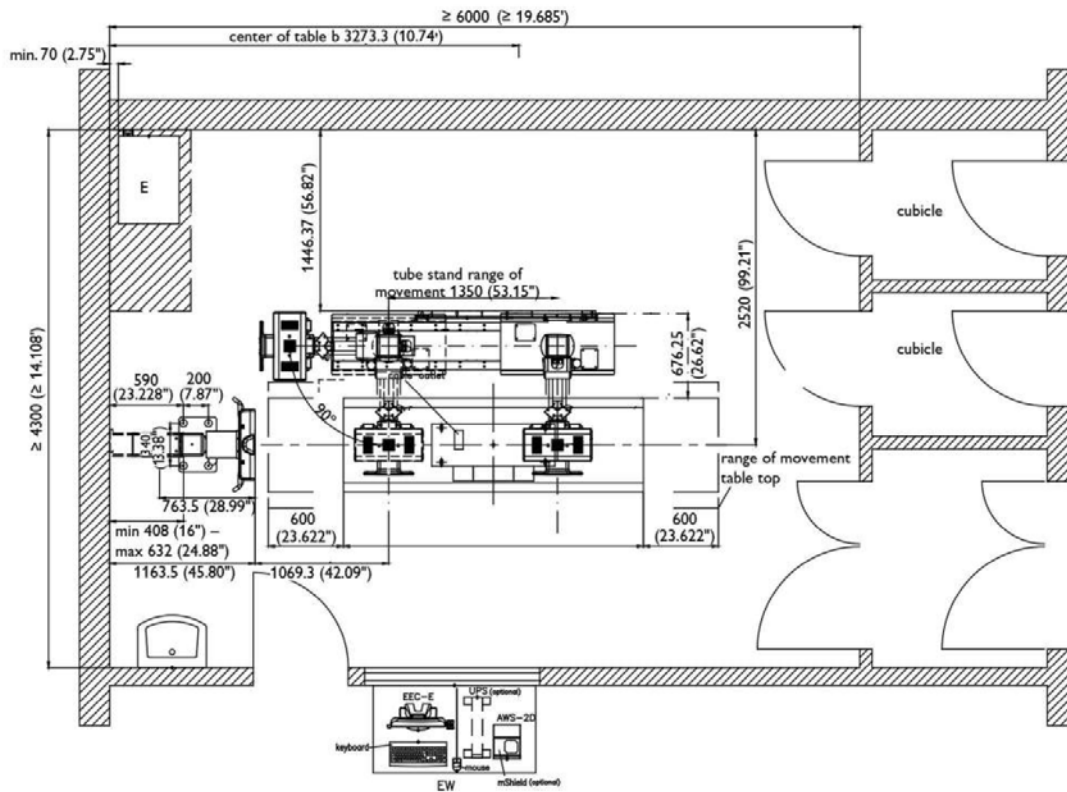 ≥ 6000 (≥ 19.685')
center of table b 3273.3 (10.74')
min. 70 (2.75")
E
≥ 4300 (≥ 14.108')
1446.37 (56.82")
2520 (99.21")
cubicle
tube stand range of
movement 1350 (53.15")
676.25
(26.62")
cubicle
590
(23.228")
200
(7.87")
outlet
90°
340
(13.38")
763.5 (28.99")
range of movement
table top
min 408 (16") –
max 632 (24.88")
600
(23.622")
600
(23.622")
1163.5 (45.80")
1069.3 (42.09")
EEC-E
UPS (optional)
AWS-2D
keyboard
mouse
mShield (optional)
EW